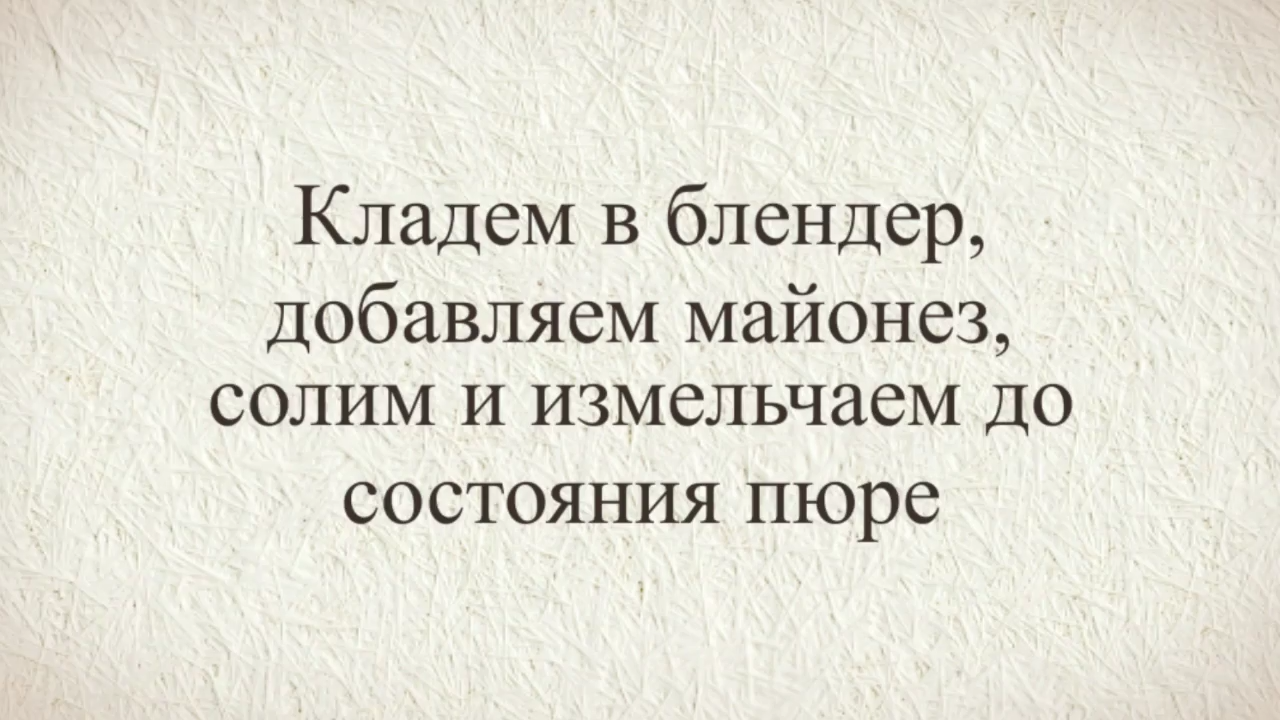 Кладем в блендер,
добавляем майонез,
солим и измельчаем до
состояния пюре